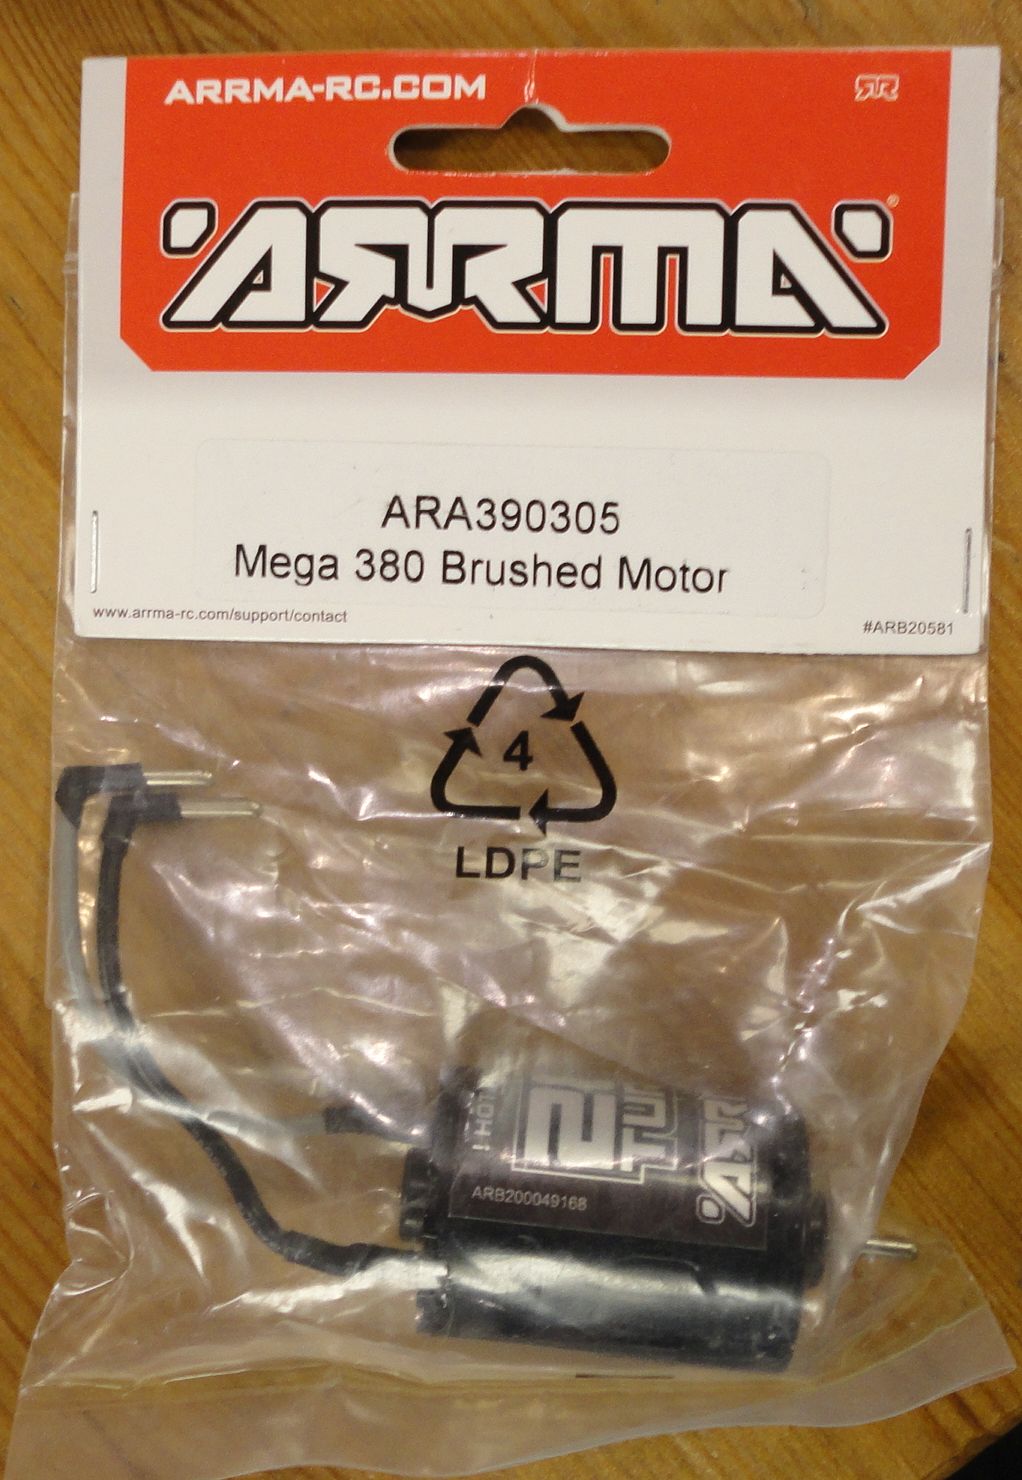 ARRMA-RC.COM
ARRMA®
ARA390305
Mega 380 Brushed Motor
www.arrma-rc.com/support/contact
#ARB20581
4
LDPE
! HOT
ARB200049168